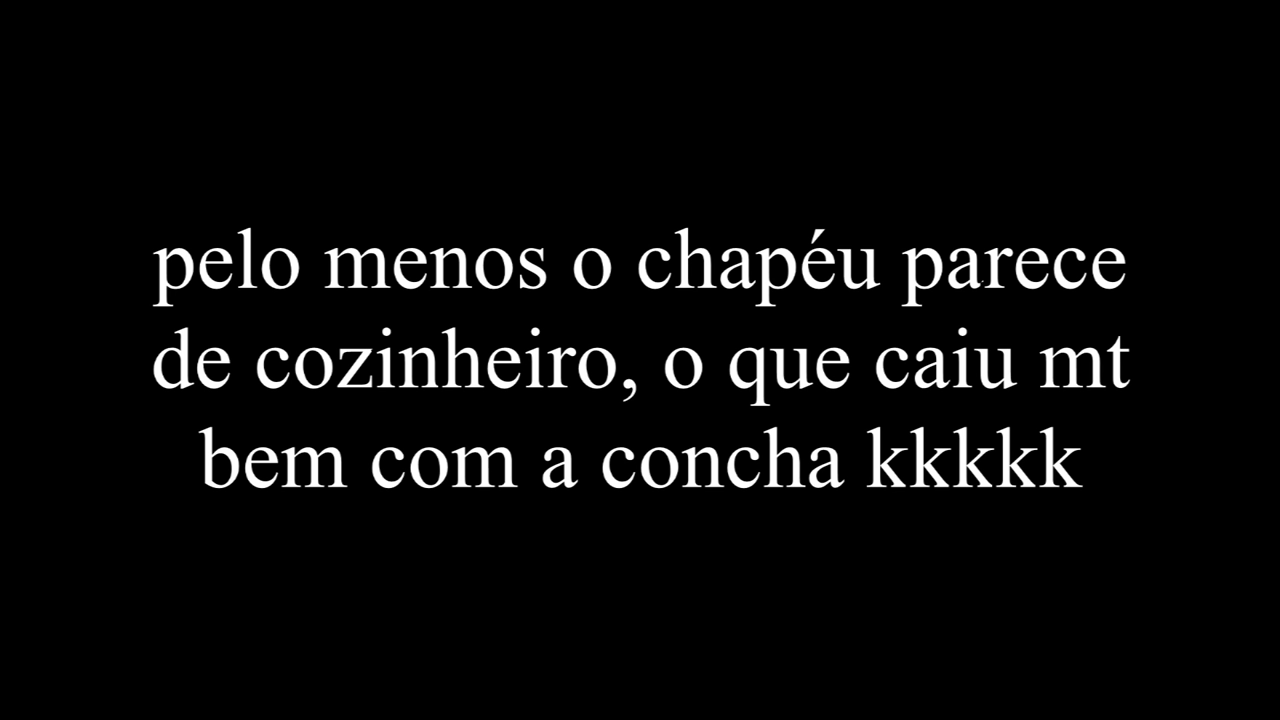 pelo menos o chapéu parece
de cozinheiro, o que caiu mt
bem com a concha kkkkk